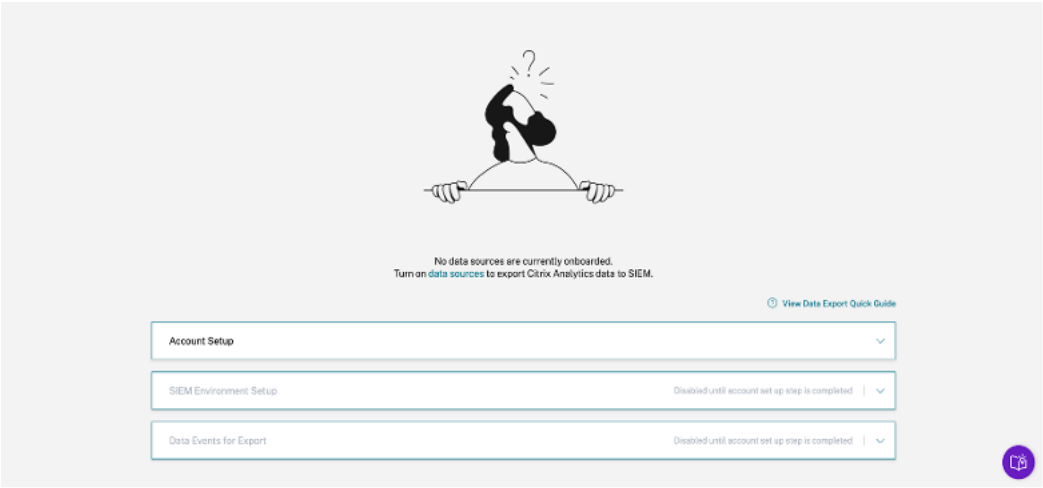 ?
No data sources are currently onboarded.
Turn on data sources to export Citrix Analytics data to SIEM.
? View Data Export Quick Guide
Account Setup
SIEM Environment Setup Disabled until account set up step is completed
Data Events for Export Disabled until account set up step is completed